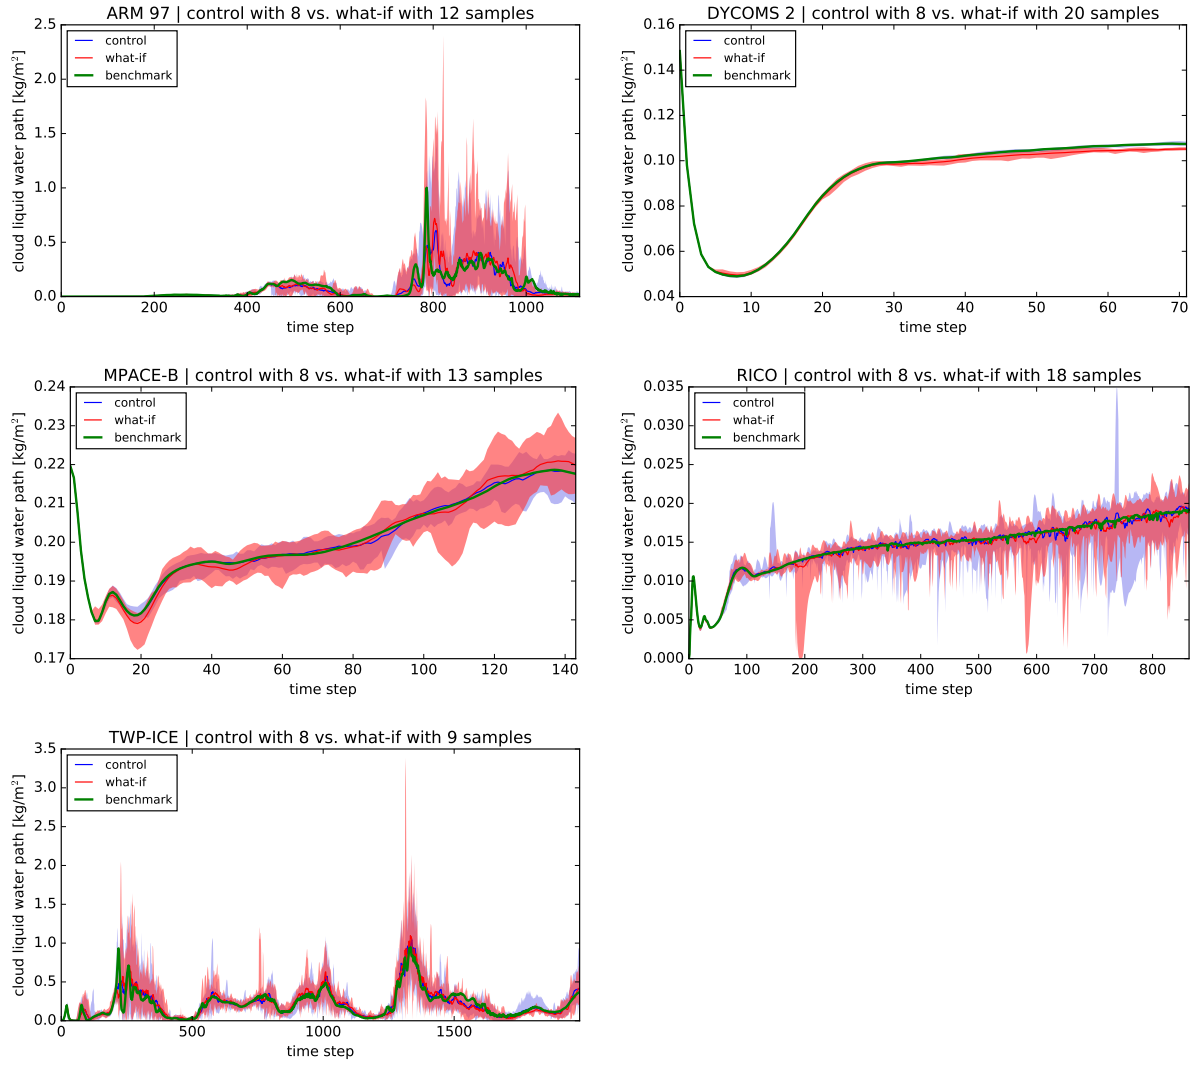 ARM 97 | control with 8 vs. what-if with 12 samples
cloud liquid water path [kg/m²]
2.5
2.0
1.5
1.0
0.5
0.0
control
what-if
benchmark
0 200 400 600 800 1000
time step
DYCOMS 2 | control with 8 vs. what-if with 20 samples
cloud liquid water path [kg/m²]
0.16
0.14
0.12
0.10
0.08
0.06
0.04
control
what-if
benchmark
0 10 20 30 40 50 60 70
time step
MPACE-B | control with 8 vs. what-if with 13 samples
cloud liquid water path [kg/m²]
0.24
0.23
0.22
0.21
0.20
0.19
0.18
0.17
control
what-if
benchmark
0 20 40 60 80 100 120 140
time step
RICO | control with 8 vs. what-if with 18 samples
cloud liquid water path [kg/m²]
0.035
0.030
0.025
0.020
0.015
0.010
0.005
0.000
control
what-if
benchmark
0 100 200 300 400 500 600 700 800
time step
TWP-ICE | control with 8 vs. what-if with 9 samples
cloud liquid water path [kg/m²]
3.5
3.0
2.5
2.0
1.5
1.0
0.5
0.0
control
what-if
benchmark
0 500 1000 1500
time step